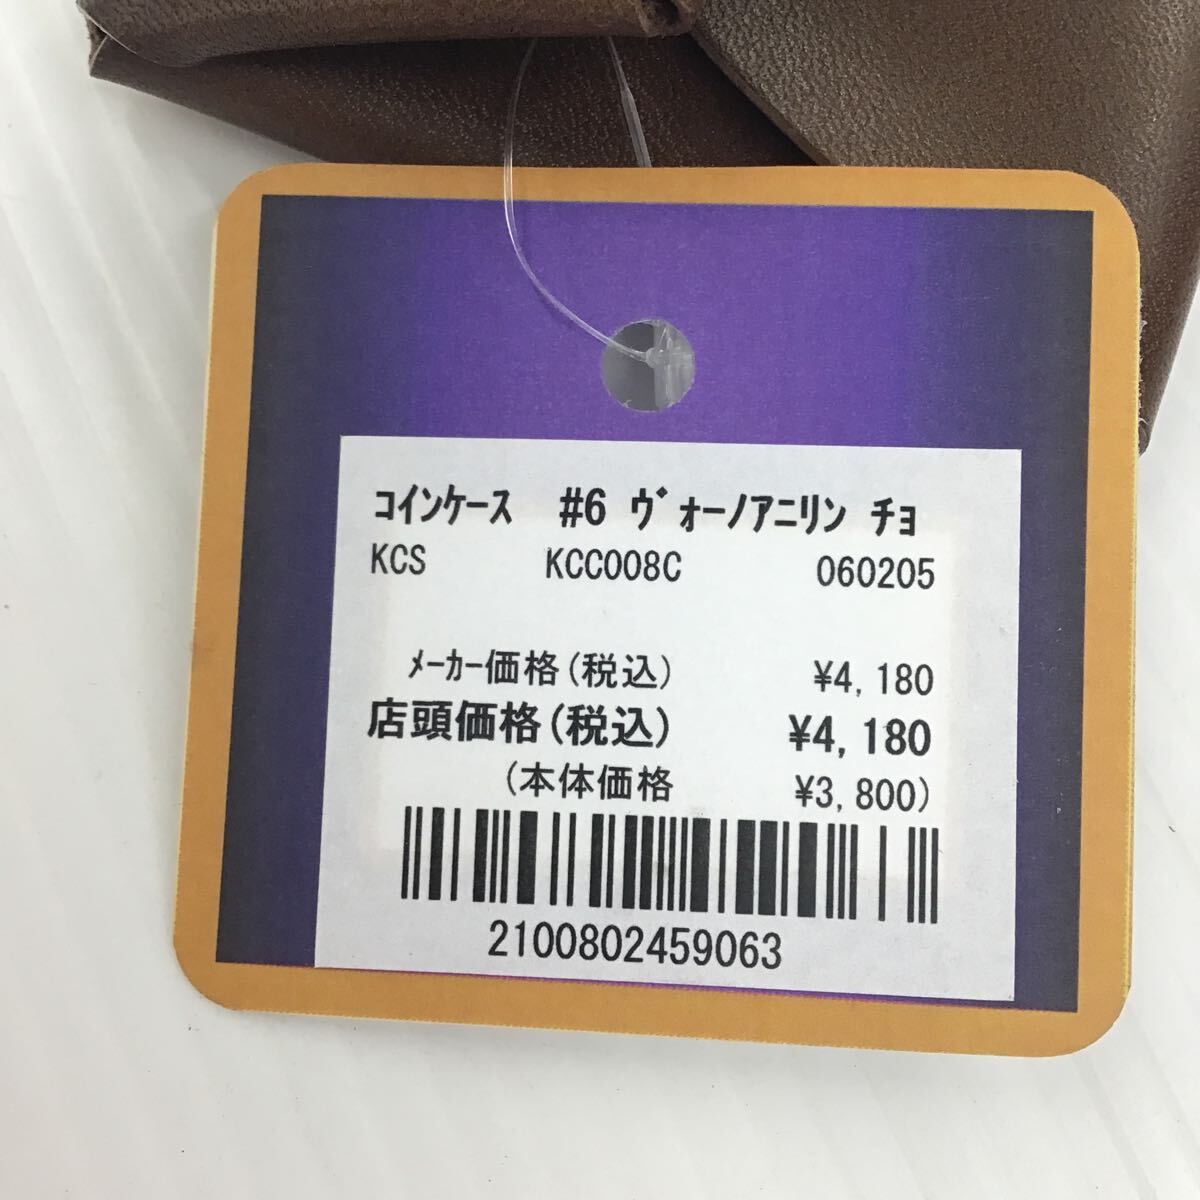 ｺｲﾝｹｰｽ #6 ｳﾞｫｰﾉｱﾆﾘﾝ ﾁｮ
KCS KCC008C 060205
ﾒｰｶｰ価格(税込) ¥4,180
店頭価格(税込) ¥4,180
(本体価格 ¥3,800)
2100802459063